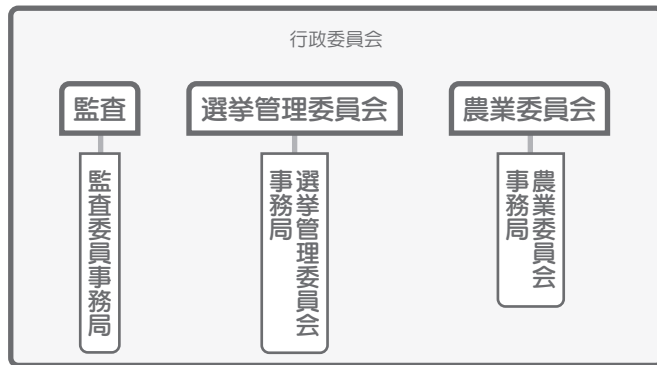 行政委員会
監査
選挙管理委員会
農業委員会
監査委員事務局
選挙管理委員会
事務局
農業委員会
事務局